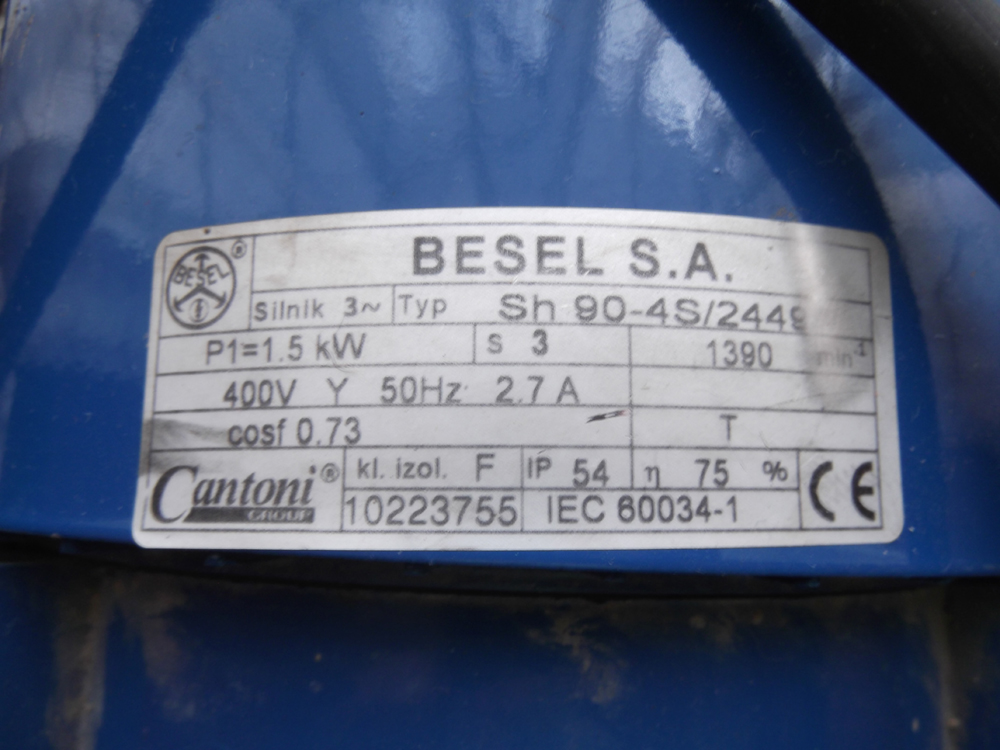 BESEL ® BESEL S.A.
Silnik 3~ Typ Sh 90-4S/2449
P1=1.5 kW S 3 1390 min-1
400V Y 50Hz 2.7 A
cosf 0.73 T
Cantoni ® GROUP kl. izol. F IP 54 η 75 % CE
10223755 IEC 60034-1